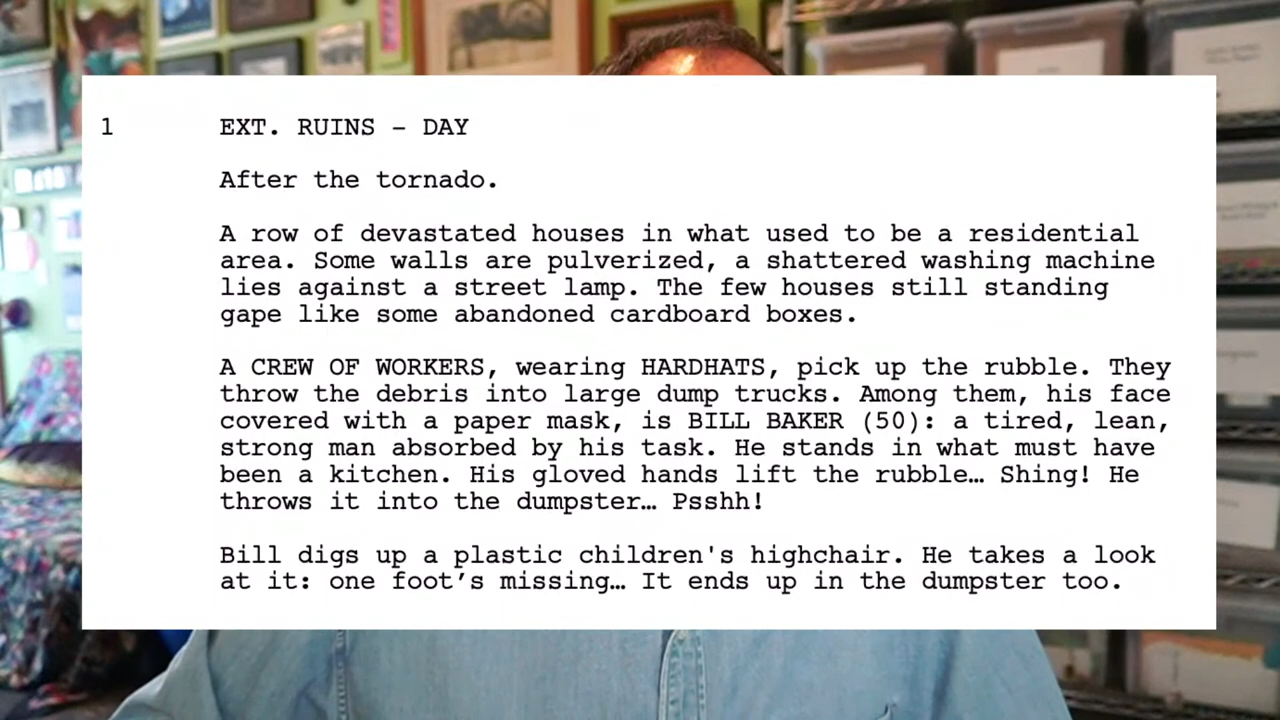 1 EXT. RUINS – DAY
After the tornado.
A row of devastated houses in what used to be a residential
area. Some walls are pulverized, a shattered washing machine
lies against a street lamp. The few houses still standing
gape like some abandoned cardboard boxes.
A CREW OF WORKERS, wearing HARDHATS, pick up the rubble. They
throw the debris into large dump trucks. Among them, his face
covered with a paper mask, is BILL BAKER (50): a tired, lean,
strong man absorbed by his task. He stands in what must have
been a kitchen. His gloved hands lift the rubble… Shing! He
throws it into the dumpster… Psshh!
Bill digs up a plastic children's highchair. He takes a look
at it: one foot’s missing… It ends up in the dumpster too.